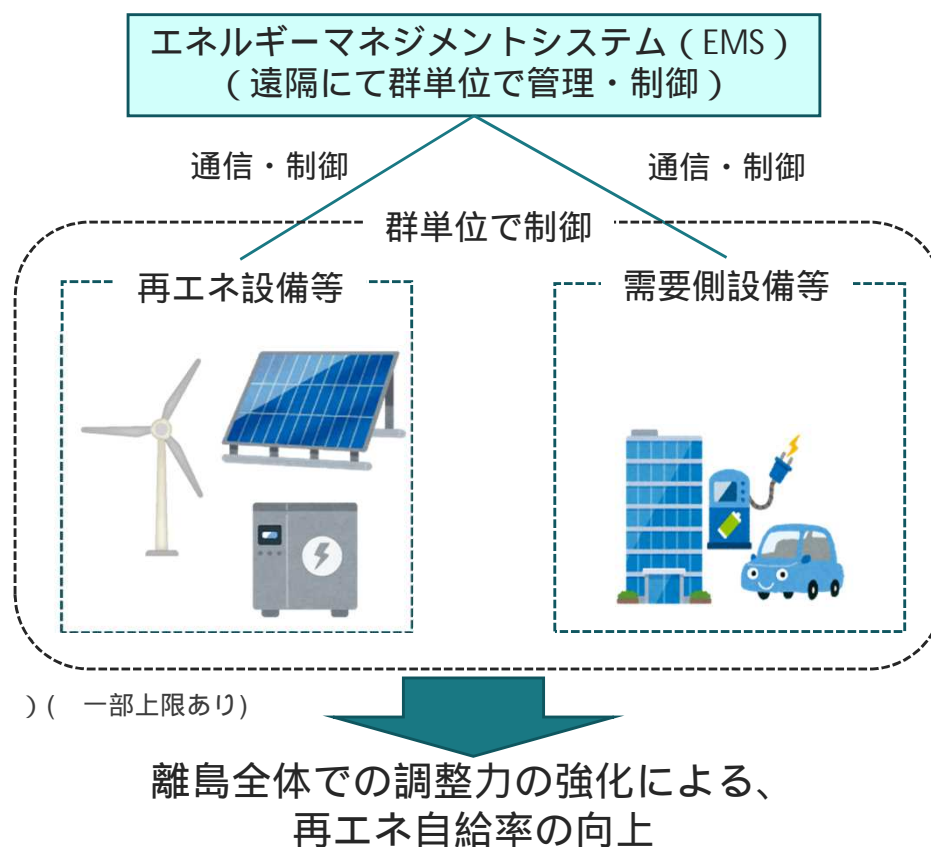 エネルギーマネジメントシステム（EMS）
（遠隔にて群単位で管理・制御）
通信・制御
通信・制御
群単位で制御
再エネ設備等
需要側設備等
）(　一部上限あり)
離島全体での調整力の強化による、
再エネ自給率の向上